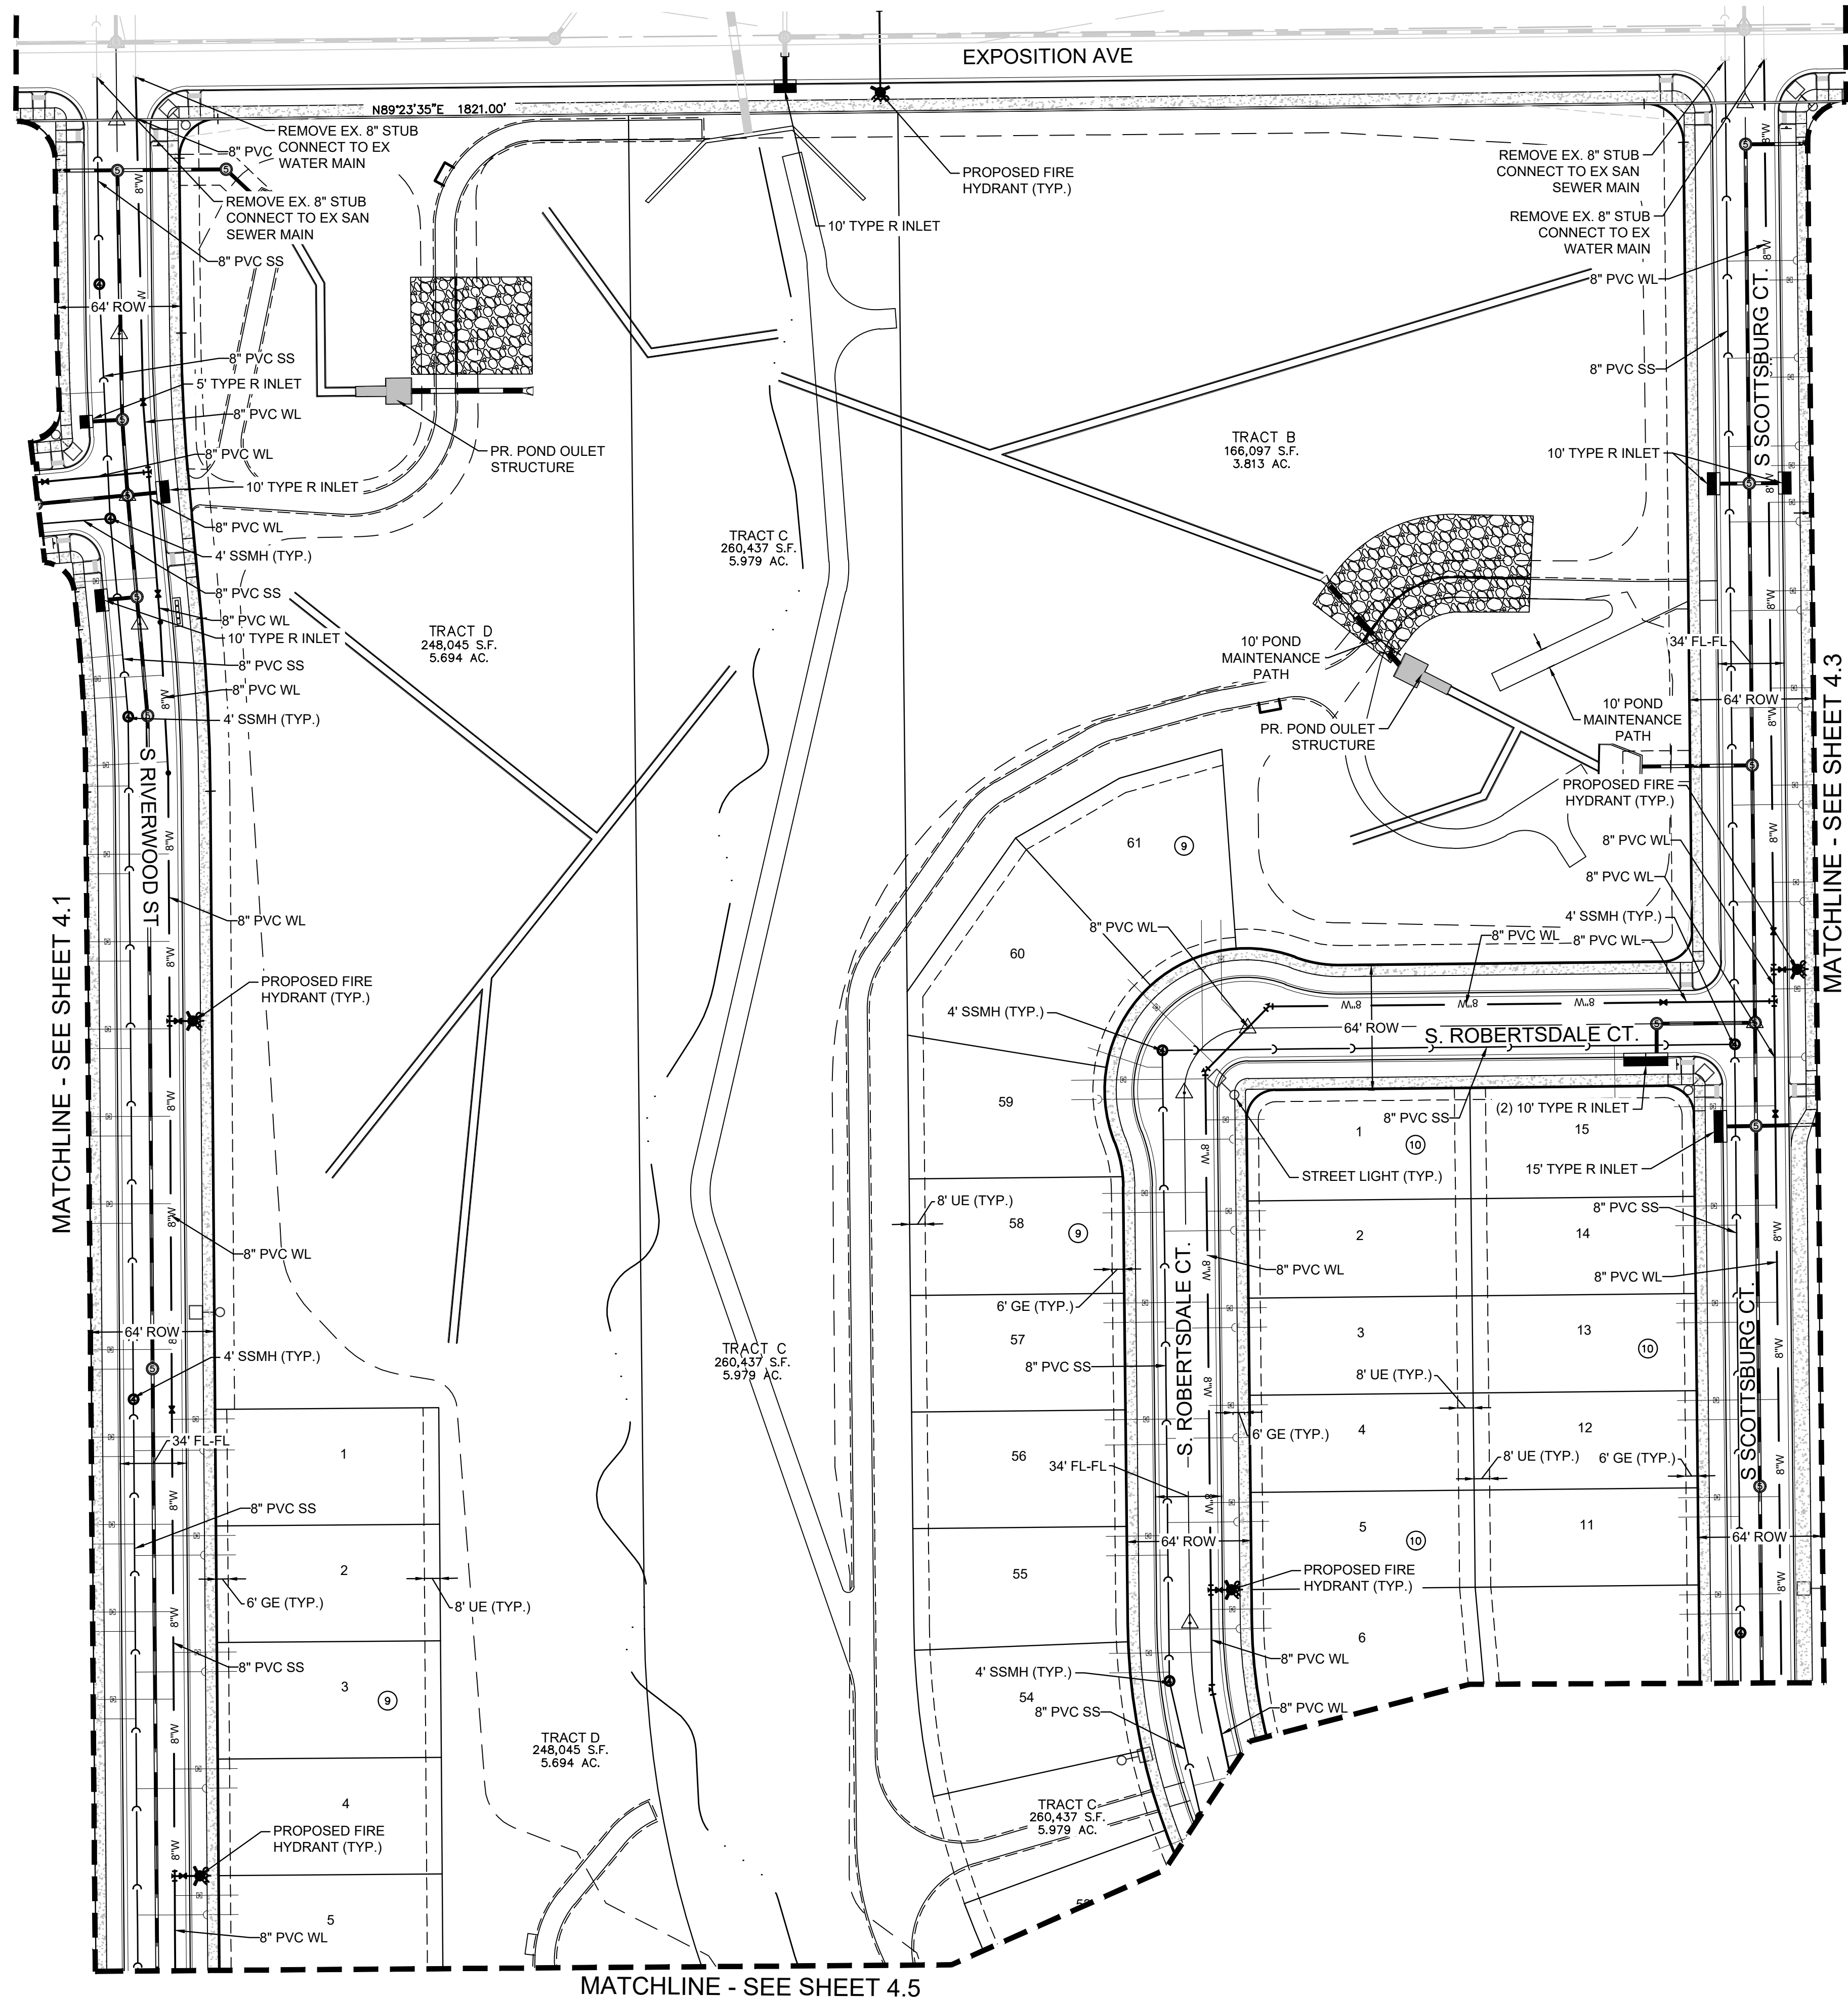 EXPOSITION AVE
N89°23'35"E 1821.00'
REMOVE EX. 8" STUB
CONNECT TO EX
WATER MAIN
8" PVC
REMOVE EX. 8" STUB
CONNECT TO EX SAN
SEWER MAIN
8" PVC SS
64' ROW
8" PVC SS
5' TYPE R INLET
8" PVC WL
8" PVC WL
10' TYPE R INLET
8" PVC WL
4' SSMH (TYP.)
8" PVC SS
8" PVC WL
10' TYPE R INLET
8" PVC SS
8" PVC WL
4' SSMH (TYP.)
S RIVERWOOD ST
8" PVC WL
PROPOSED FIRE
HYDRANT (TYP.)
8" PVC WL
64' ROW
4' SSMH (TYP.)
34' FL-FL
8" PVC SS
6' GE (TYP.)
8' UE (TYP.)
8" PVC SS
PROPOSED FIRE
HYDRANT (TYP.)
8" PVC WL
1
2
3
9
4
5
MATCHLINE - SEE SHEET 4.1
PR. POND OULET
STRUCTURE
TRACT D
248,045 S.F.
5.694 AC.
TRACT D
248,045 S.F.
5.694 AC.
PROPOSED FIRE
HYDRANT (TYP.)
10' TYPE R INLET
TRACT C
260,437 S.F.
5.979 AC.
TRACT C
260,437 S.F.
5.979 AC.
TRACT C
260,437 S.F.
5.979 AC.
TRACT B
166,097 S.F.
3.813 AC.
REMOVE EX. 8" STUB
CONNECT TO EX SAN
SEWER MAIN
REMOVE EX. 8" STUB
CONNECT TO EX
WATER MAIN
8" PVC WL
8" PVC SS
S SCOTTSBURG CT.
10' TYPE R INLET
34' FL-FL
64' ROW
10' POND
MAINTENANCE
PATH
10' POND
MAINTENANCE
PATH
PR. POND OULET
STRUCTURE
PROPOSED FIRE
HYDRANT (TYP.)
8" PVC WL
8" PVC WL
4' SSMH (TYP.)
8" PVC WL
8" PVC WL
8" PVC WL
MATCHLINE - SEE SHEET 4.3
61
9
60
59
58
9
57
56
55
54
4' SSMH (TYP.)
64' ROW
S. ROBERTSDALE CT.
8" PVC SS
(2) 10' TYPE R INLET
15' TYPE R INLET
STREET LIGHT (TYP.)
8' UE (TYP.)
6' GE (TYP.)
8" PVC SS
S. ROBERTSDALE CT.
8" PVC WL
6' GE (TYP.)
34' FL-FL
64' ROW
PROPOSED FIRE
HYDRANT (TYP.)
8" PVC WL
4' SSMH (TYP.)
8" PVC SS
8" PVC WL
1
10
15
2
14
3
13
10
4
12
5
10
11
6
8' UE (TYP.)
8' UE (TYP.)
6' GE (TYP.)
8" PVC SS
8" PVC WL
S SCOTTSBURG CT.
64' ROW
8"W
MATCHLINE - SEE SHEET 4.5